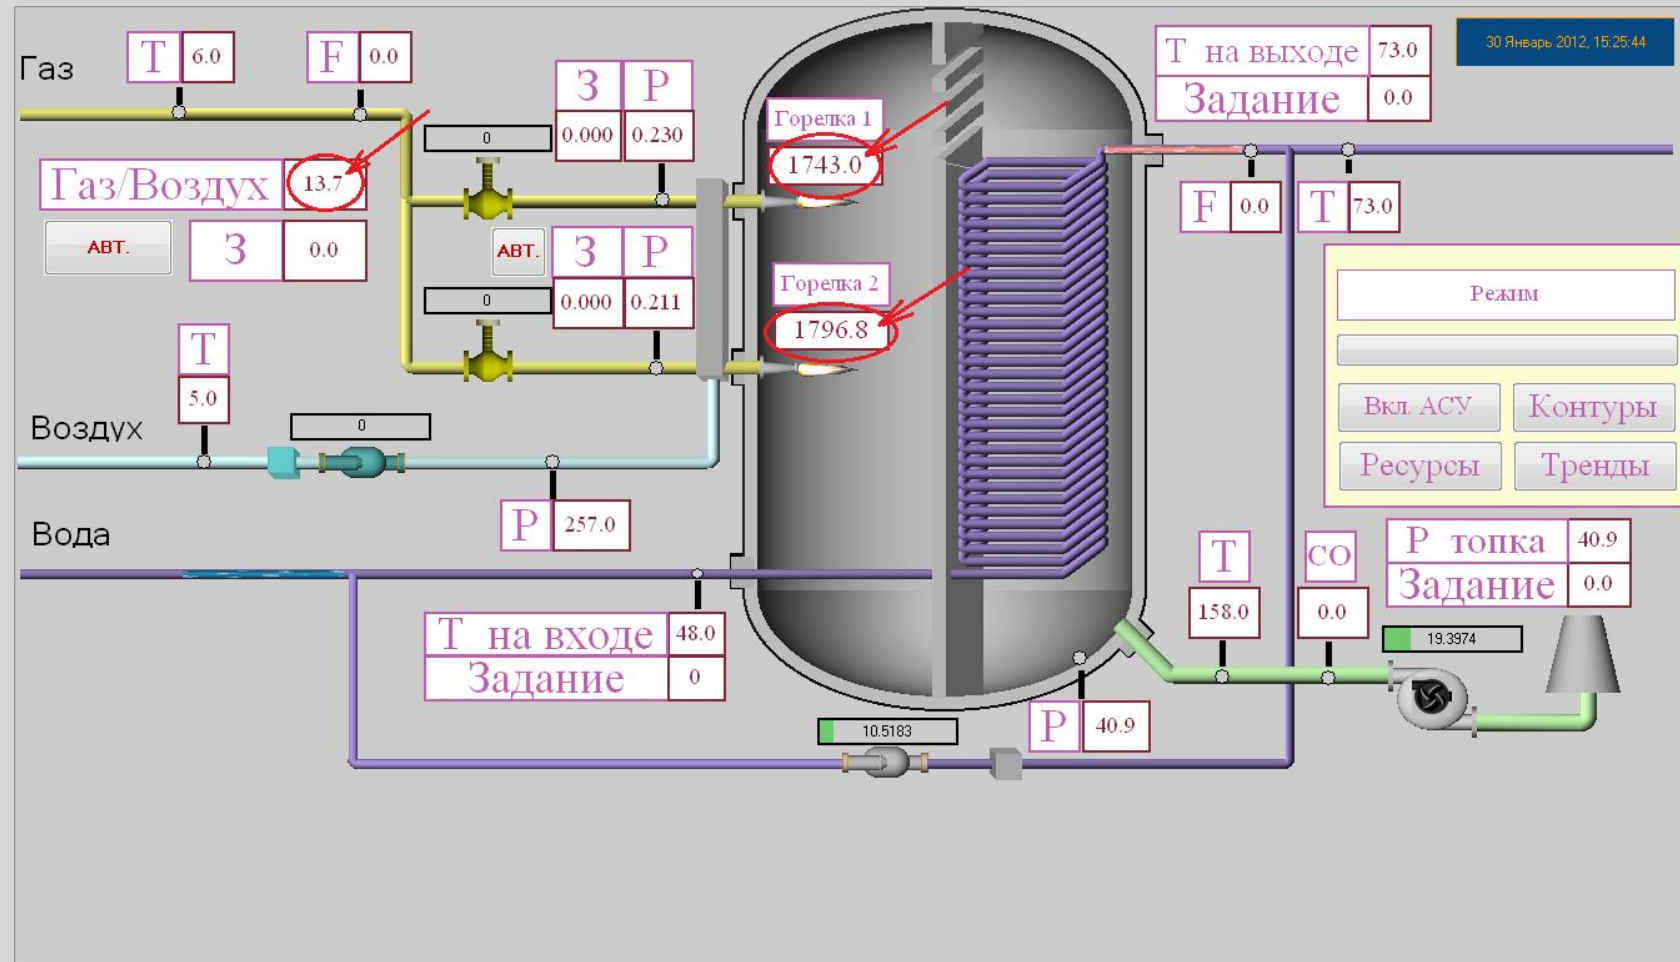 30 Январь 2012, 15:25:44
Газ
T 6.0
F 0.0
З P
0.000 0.230
0
Горелка 1
1743.0
T на выходе 73.0
Задание 0.0
Газ/Воздух 13.7
АВТ.
З 0.0
АВТ.
З P
0.000 0.211
0
Горелка 2
1796.8
F 0.0
T 73.0
Режим
Вкл. АСУ
Контуры
Ресурсы
Тренды
T
5.0
Воздух
0
P 257.0
Вода
T на входе 48.0
Задание 0
T
158.0
CO
0.0
P топка 40.9
Задание 0.0
19.3974
P 40.9
10.5183